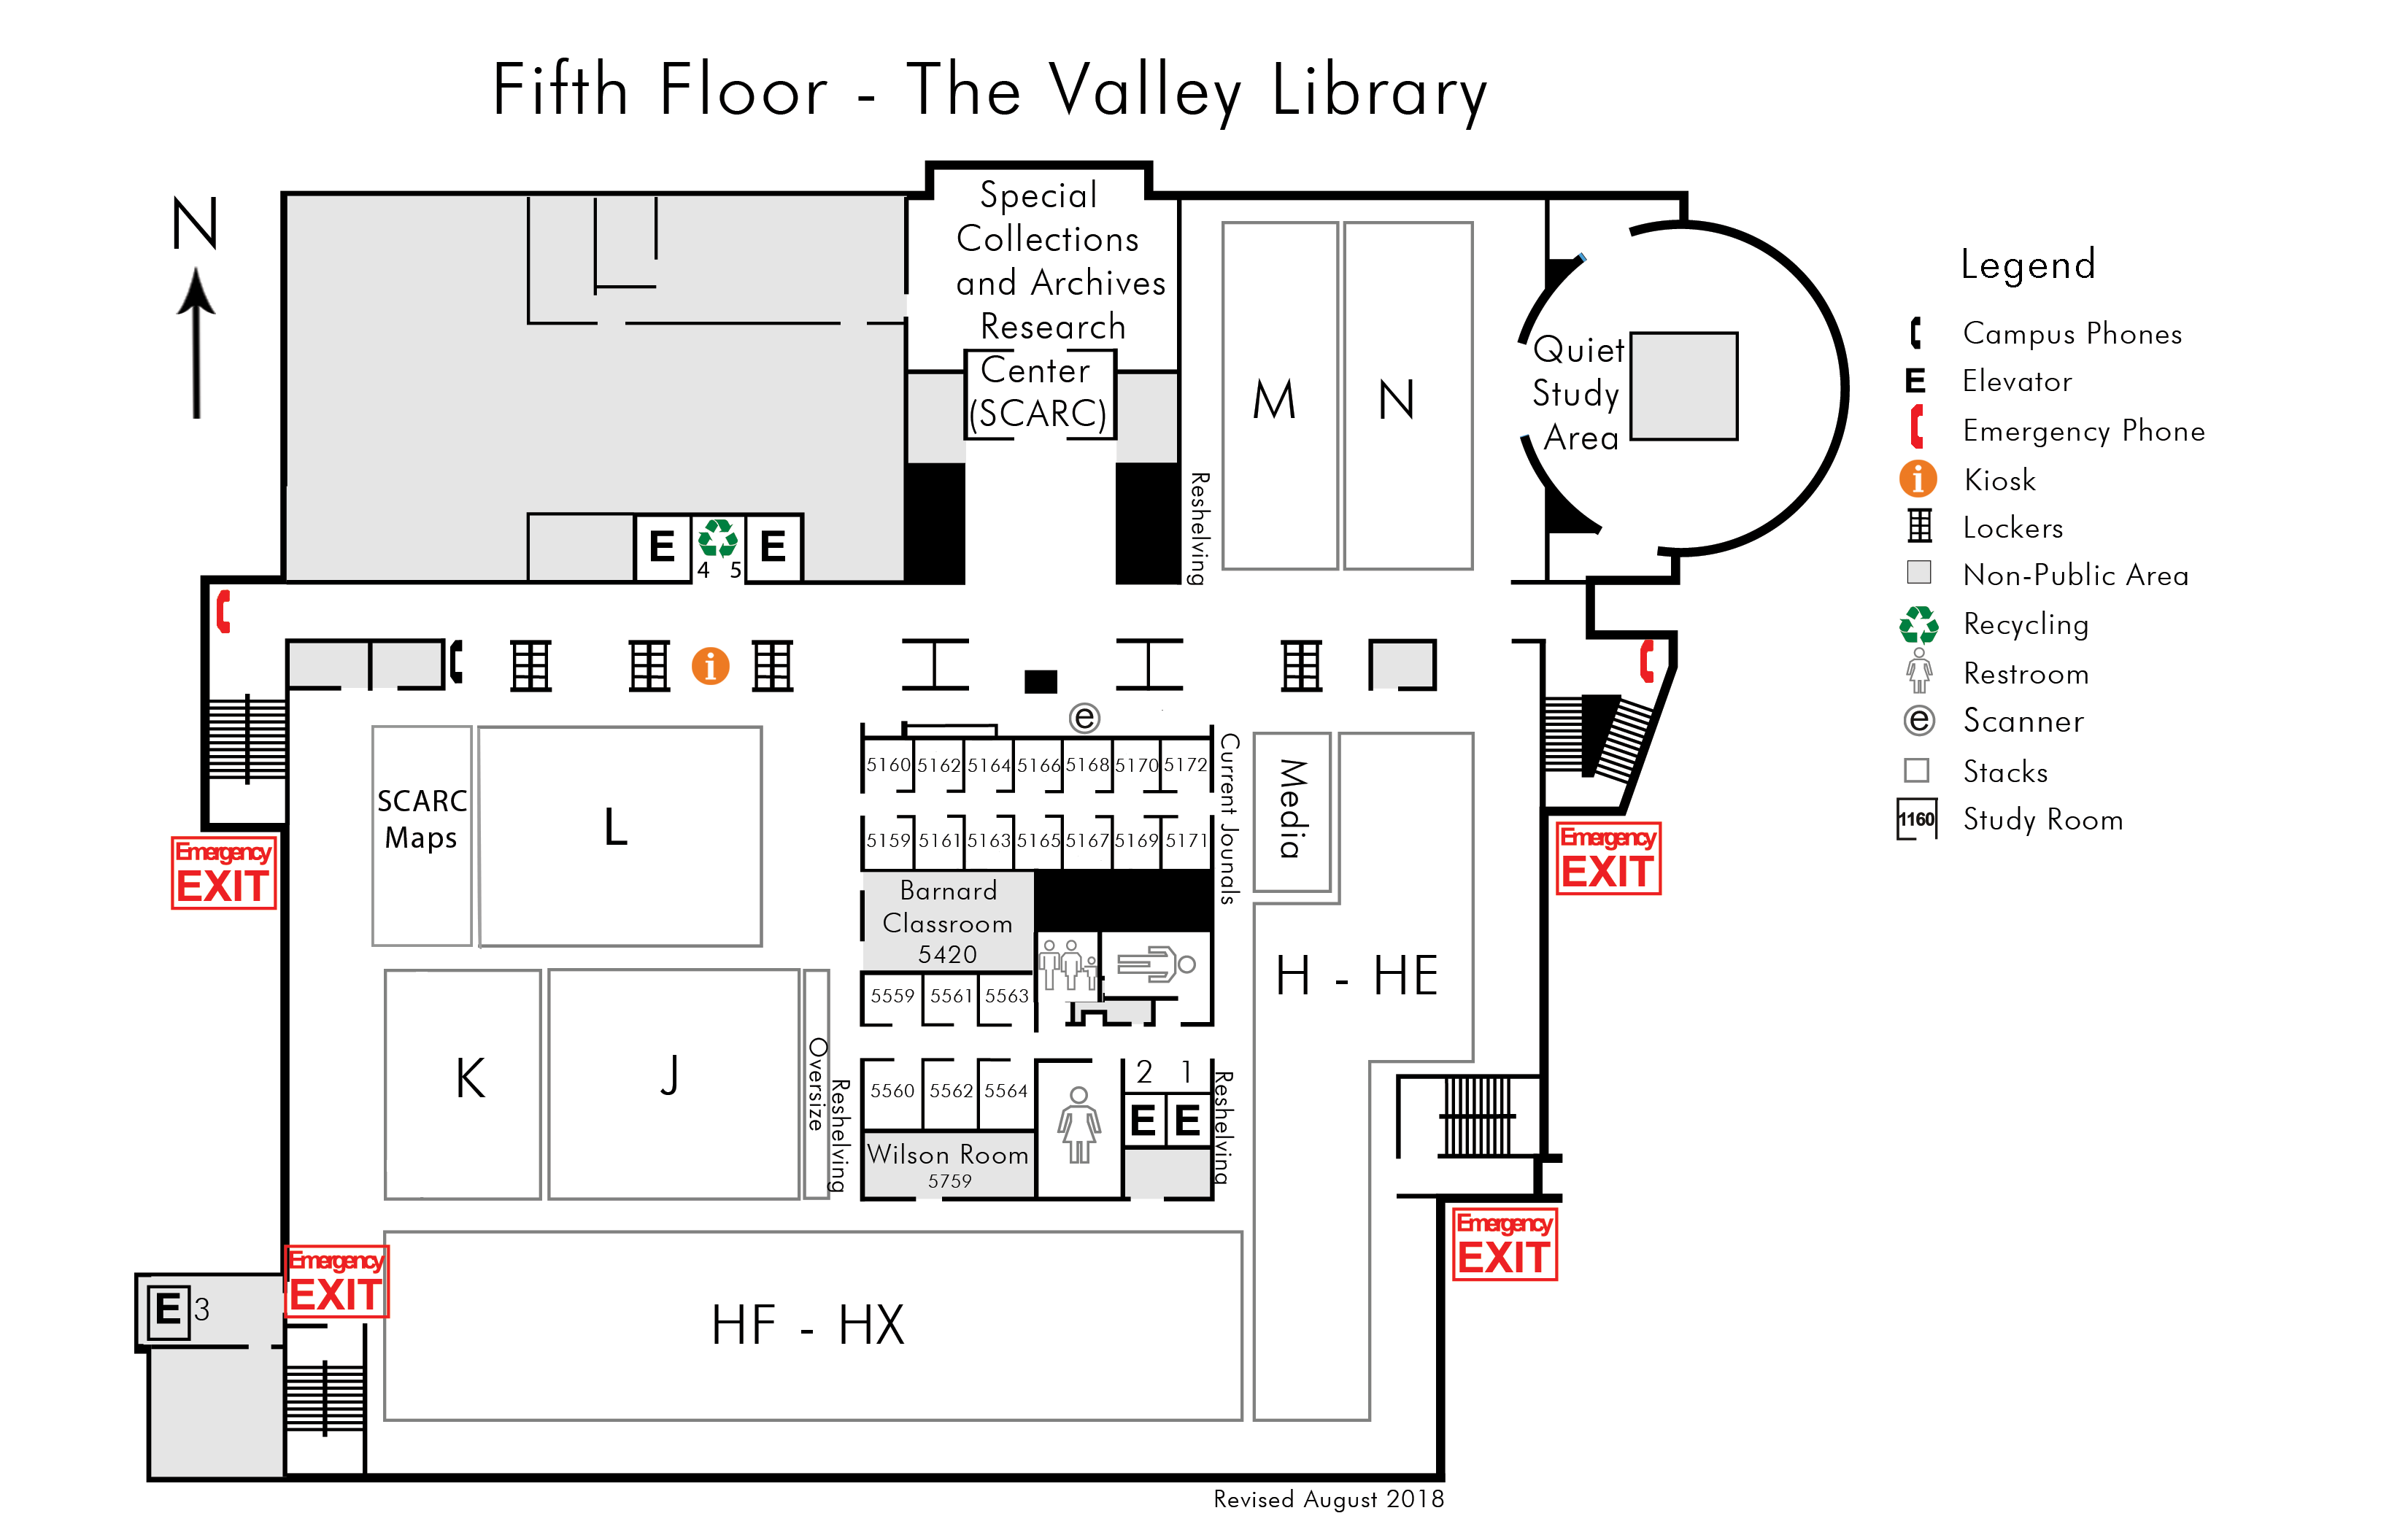 Fifth Floor - The Valley Library
N
Special
Collections
and Archives
Research
Center
(SCARC)
M
N
Quiet
Study
Area
Reshelving
E
4 5
E
Legend
Campus Phones
E Elevator
Emergency Phone
i Kiosk
Lockers
Non-Public Area
Recycling
Restroom
e Scanner
Stacks
1160 Study Room
i
e
SCARC
Maps
L
5160 5162 5164 5166 5168 5170 5172
5159 5161 5163 5165 5167 5169 5171
Current Jounals
Media
Emergency
EXIT
Emergency
EXIT
Barnard
Classroom
5420
5559 5561 5563
H - HE
K
J
Oversize
Reshelving
5560 5562 5564
2 1
E E
Reshelving
Wilson Room
5759
Emergency
EXIT
Emergency
EXIT
E 3
HF - HX
Revised August 2018